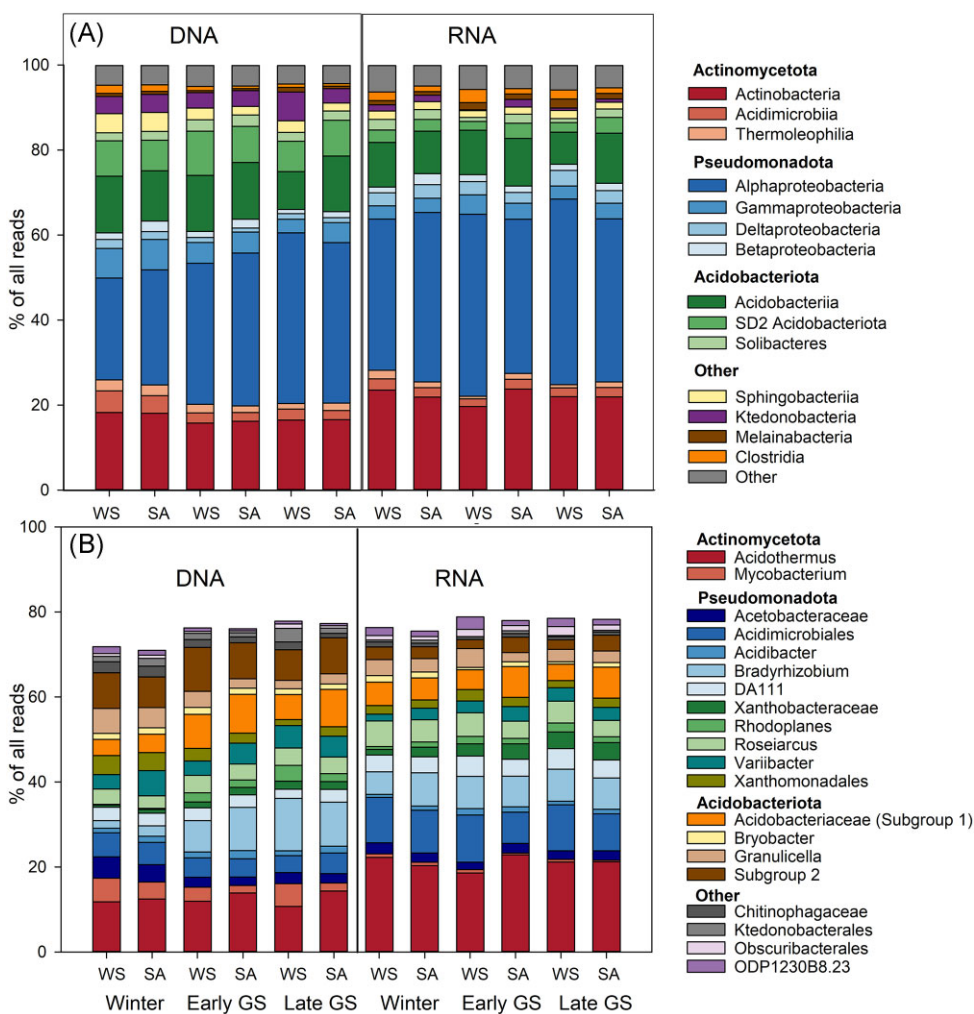 (A)
DNA
RNA
100
80
60
40
20
0
% of all reads
WS SA WS SA WS SA WS SA WS SA WS SA
Actinomycetota
Actinobacteria
Acidimicrobiia
Thermoleophilia
Pseudomonadota
Alphaproteobacteria
Gammaproteobacteria
Deltaproteobacteria
Betaproteobacteria
Acidobacteriota
Acidobacteriia
SD2 Acidobacteriota
Solibacteres
Other
Sphingobacteriia
Ktedonobacteria
Melainabacteria
Clostridia
Other
(B)
DNA
RNA
100
80
60
40
20
0
% of all reads
WS SA WS SA WS SA WS SA WS SA WS SA
Winter Early GS Late GS Winter Early GS Late GS
Actinomycetota
Acidothermus
Mycobacterium
Pseudomonadota
Acetobacteraceae
Acidimicrobiales
Acidibacter
Bradyrhizobium
DA111
Xanthobacteraceae
Rhodoplanes
Roseiarcus
Variibacter
Xanthomonadales
Acidobacteriota
Acidobacteriaceae (Subgroup 1)
Bryobacter
Granulicella
Subgroup 2
Other
Chitinophagaceae
Ktedonobacterales
Obscuribacterales
ODP1230B8.23